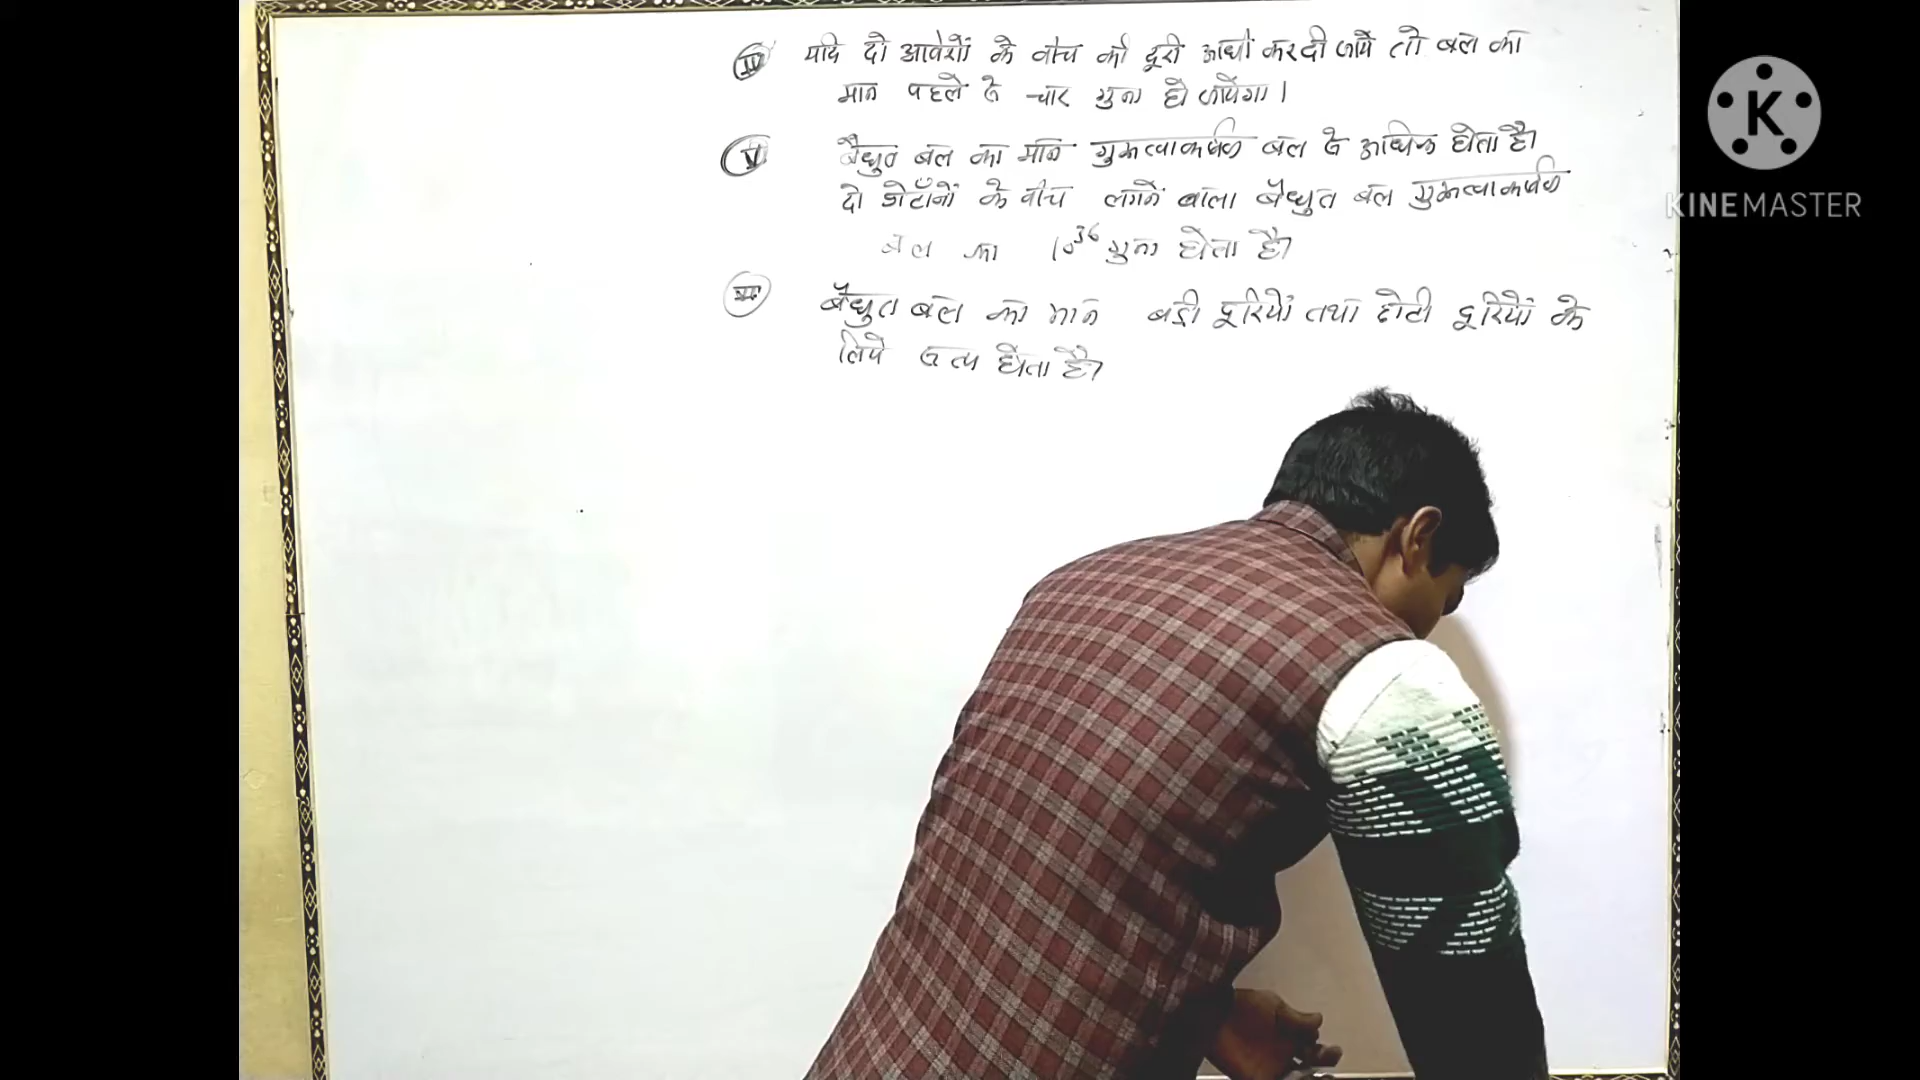 IV यदि दो आवेशों के बीच की दूरी आधी कर दी जाये तो बल का
मान पहले से चार गुना हो जायेगा।
V वैद्युत बल का मान गुरूत्वाकर्षण बल से अधिक होता है।
दो प्रोटॉनों के बीच लगने वाला वैद्युत बल गुरूत्वाकर्षण
बल का 10³⁶ गुना होता है।
VI वैद्युत बल का मान बड़ी दूरियों तथा छोटी दूरियों के
लिये सत्य होता है।
K
KINEMASTER